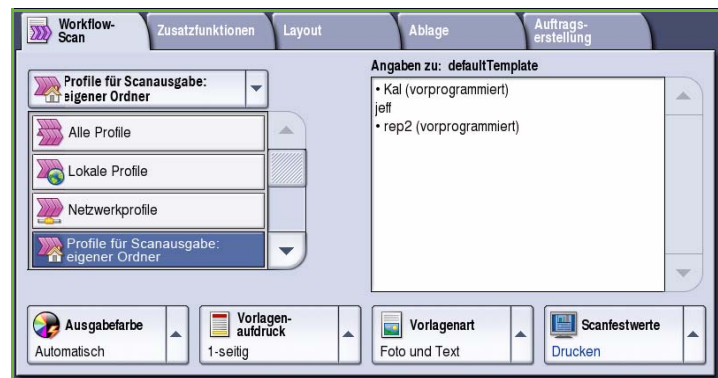 Workflow-
Scan
Zusatzfunktionen
Layout
Ablage
Auftrags-
erstellung
Profile für Scanausgabe:
eigener Ordner
Alle Profile
Lokale Profile
Netzwerkprofile
Profile für Scanausgabe:
eigener Ordner
Angaben zu: defaultTemplate
• Kal (vorprogrammiert)
jeff
• rep2 (vorprogrammiert)
Ausgabefarbe
Automatisch
Vorlagen-
aufdruck
1-seitig
Vorlagenart
Foto und Text
Scanfestwerte
Drucken